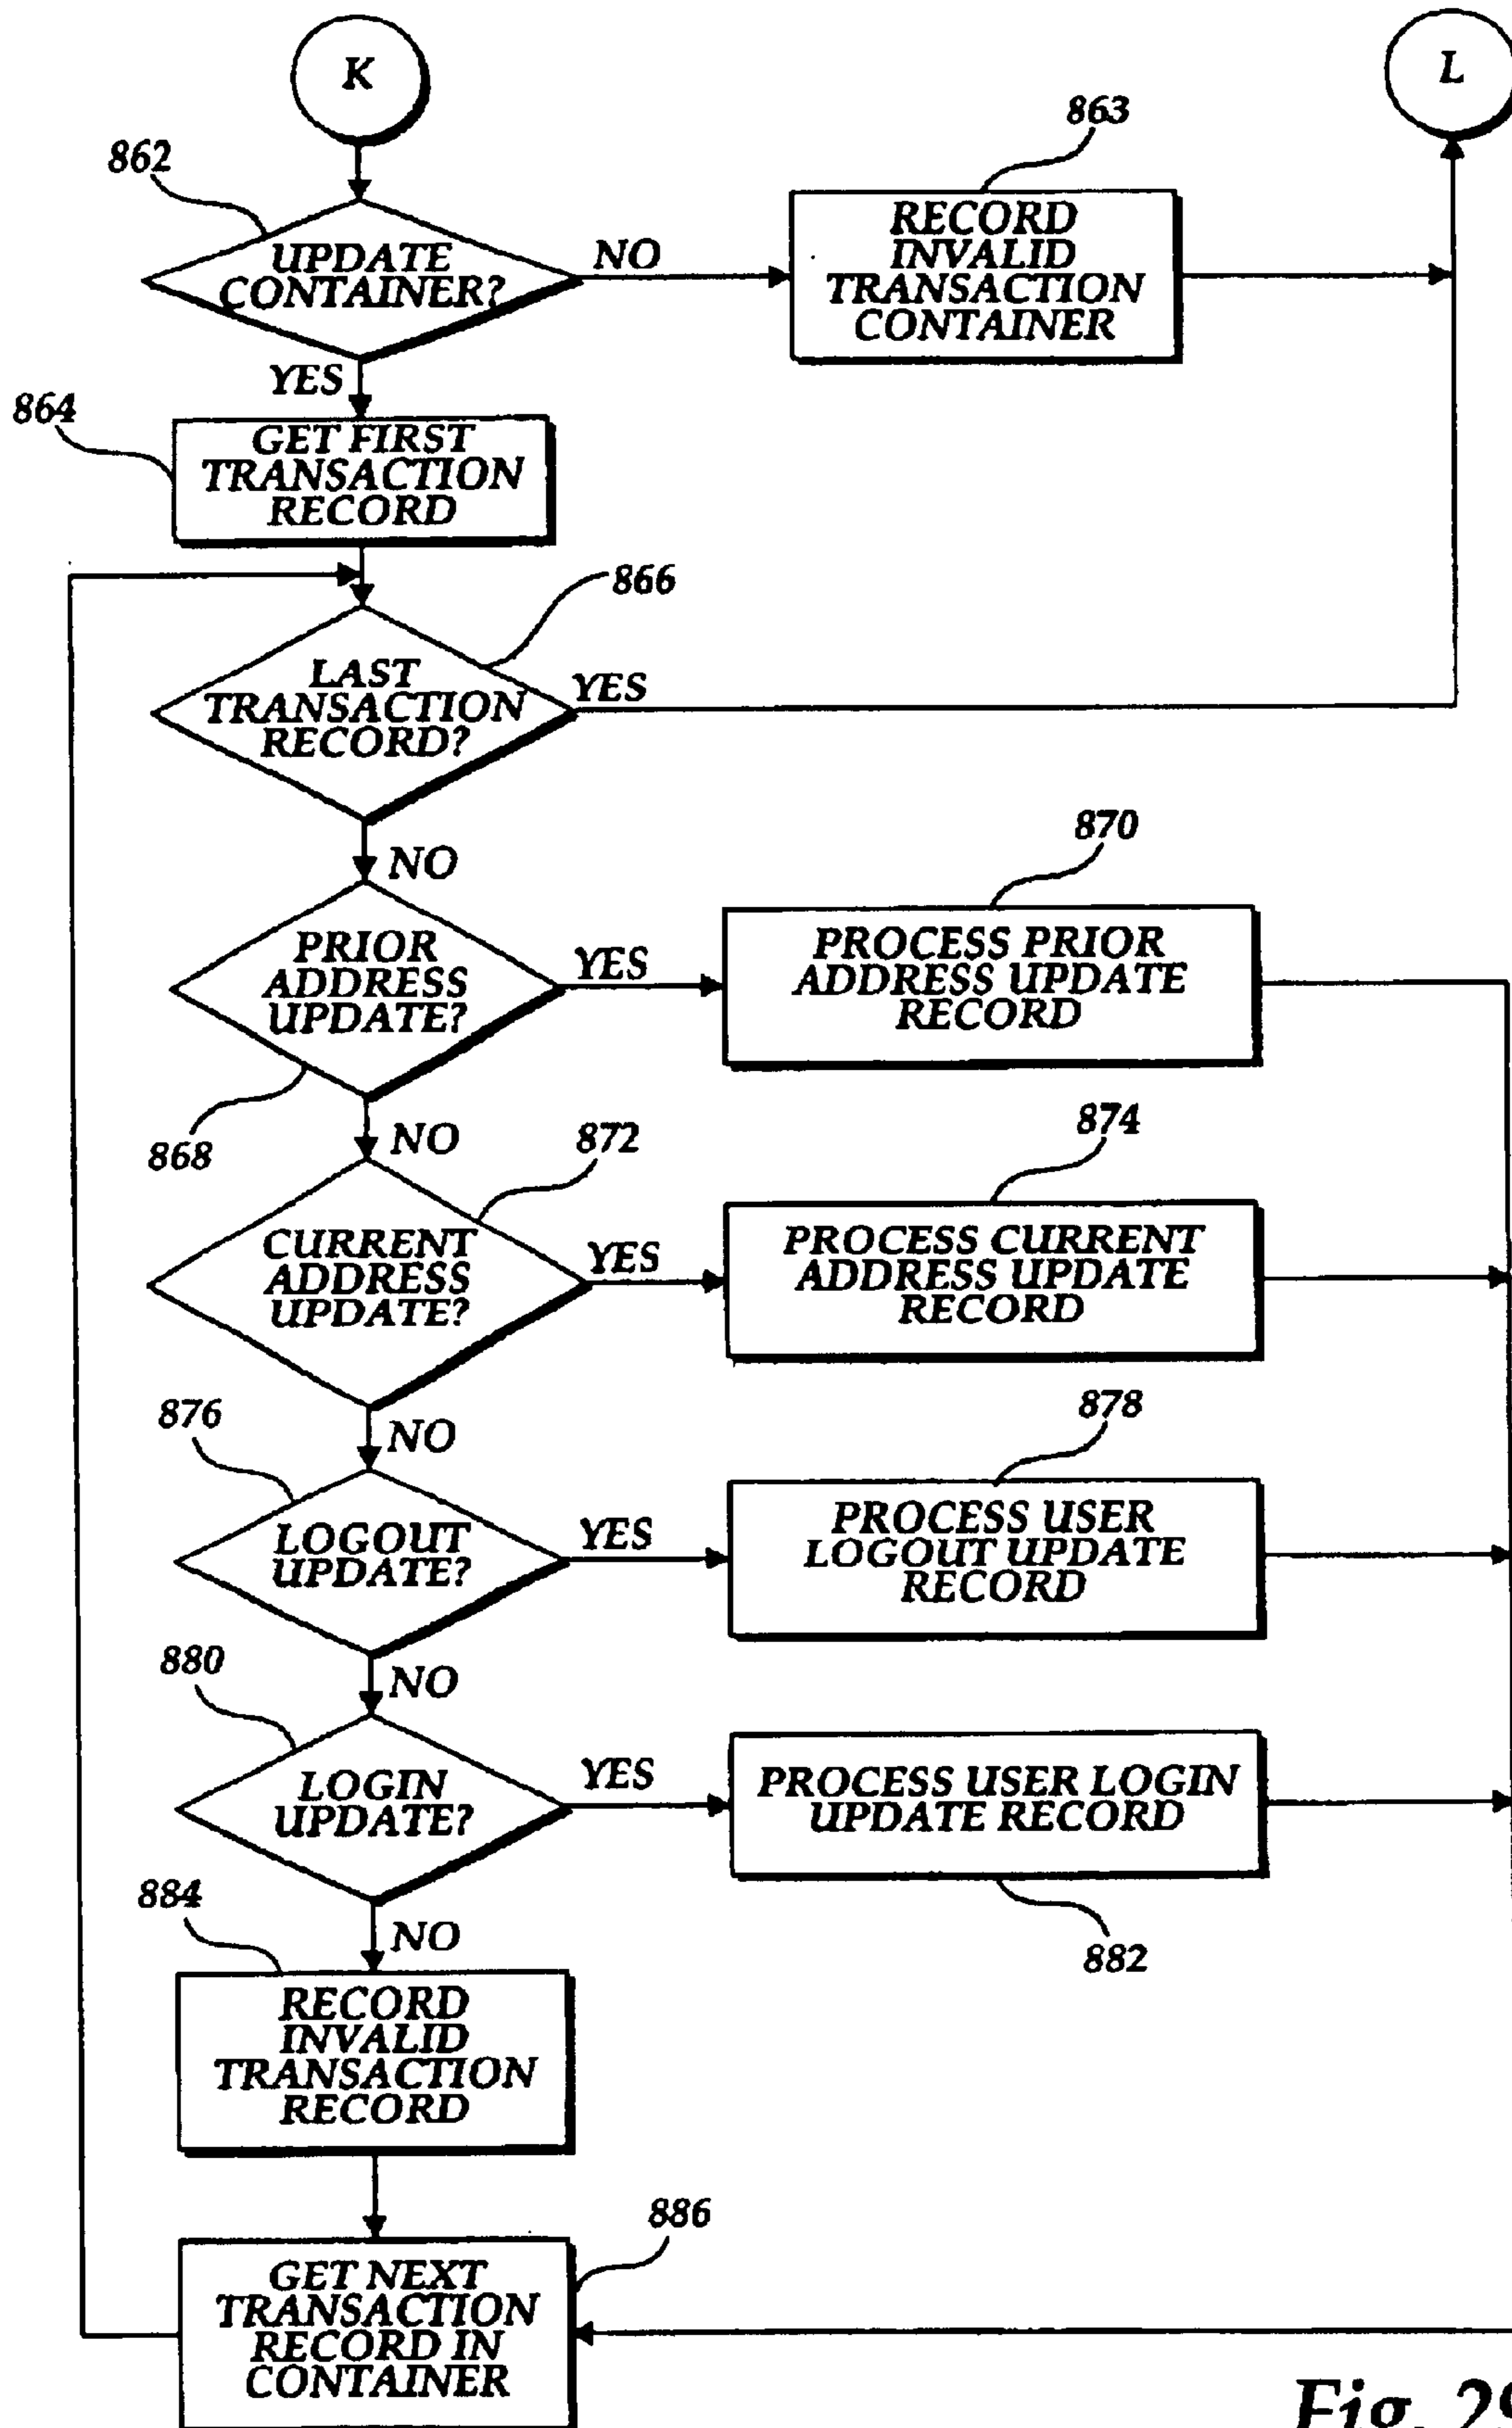 K
L
862
863
UPDATE
CONTAINER?
NO
RECORD
INVALID
TRANSACTION
CONTAINER
YES
864
GET FIRST
TRANSACTION
RECORD
866
LAST
TRANSACTION
RECORD?
YES
NO
870
PRIOR
ADDRESS
UPDATE?
YES
PROCESS PRIOR
ADDRESS UPDATE
RECORD
868
NO
872
874
CURRENT
ADDRESS
UPDATE?
YES
PROCESS CURRENT
ADDRESS UPDATE
RECORD
876
NO
878
LOGOUT
UPDATE?
YES
PROCESS USER
LOGOUT UPDATE
RECORD
880
NO
LOGIN
UPDATE?
YES
PROCESS USER LOGIN
UPDATE RECORD
884
NO
882
RECORD
INVALID
TRANSACTION
RECORD
886
GET NEXT
TRANSACTION
RECORD IN
CONTAINER
Fig. 29